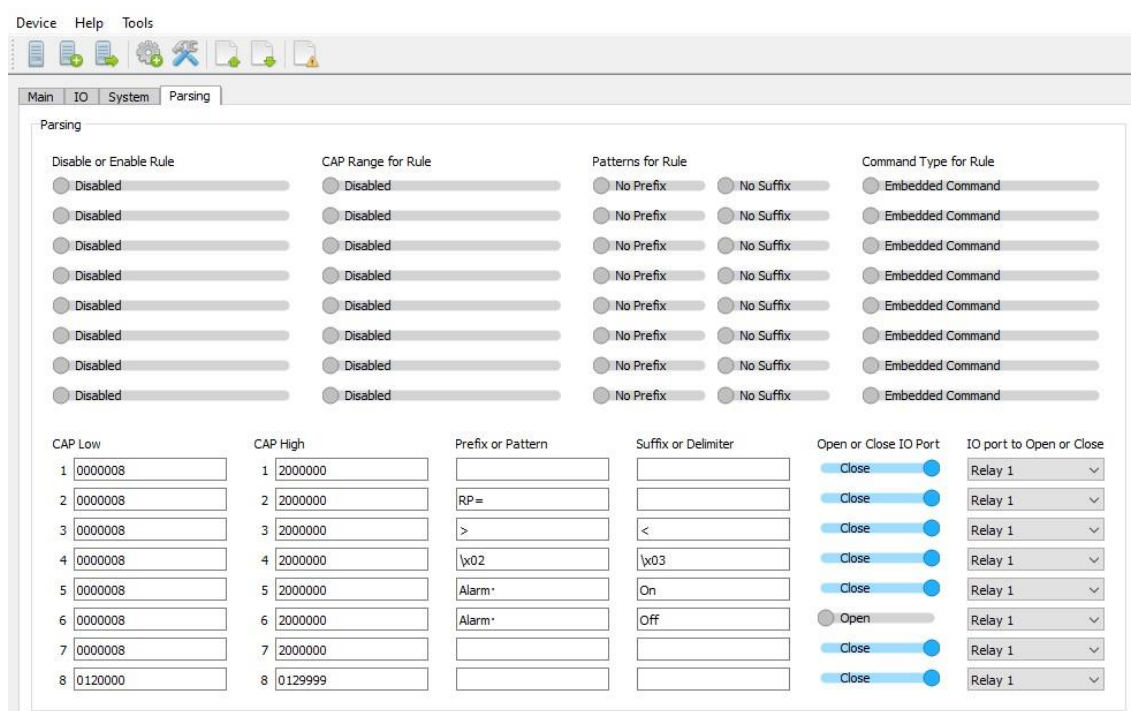 Device Help Tools
Main IO System Parsing
Parsing
Disable or Enable Rule CAP Range for Rule Patterns for Rule Command Type for Rule
Disabled Disabled No Prefix No Suffix Embedded Command
Disabled Disabled No Prefix No Suffix Embedded Command
Disabled Disabled No Prefix No Suffix Embedded Command
Disabled Disabled No Prefix No Suffix Embedded Command
Disabled Disabled No Prefix No Suffix Embedded Command
Disabled Disabled No Prefix No Suffix Embedded Command
Disabled Disabled No Prefix No Suffix Embedded Command
Disabled Disabled No Prefix No Suffix Embedded Command
CAP Low CAP High Prefix or Pattern Suffix or Delimiter Open or Close IO Port IO port to Open or Close
1 0000008 1 2000000 Close Relay 1
2 0000008 2 2000000 RP= Close Relay 1
3 0000008 3 2000000 > < Close Relay 1
4 0000008 4 2000000 \x02 \x03 Close Relay 1
5 0000008 5 2000000 Alarm· On Close Relay 1
6 0000008 6 2000000 Alarm· Off Open Relay 1
7 0000008 7 2000000 Close Relay 1
8 0120000 8 0129999 Close Relay 1